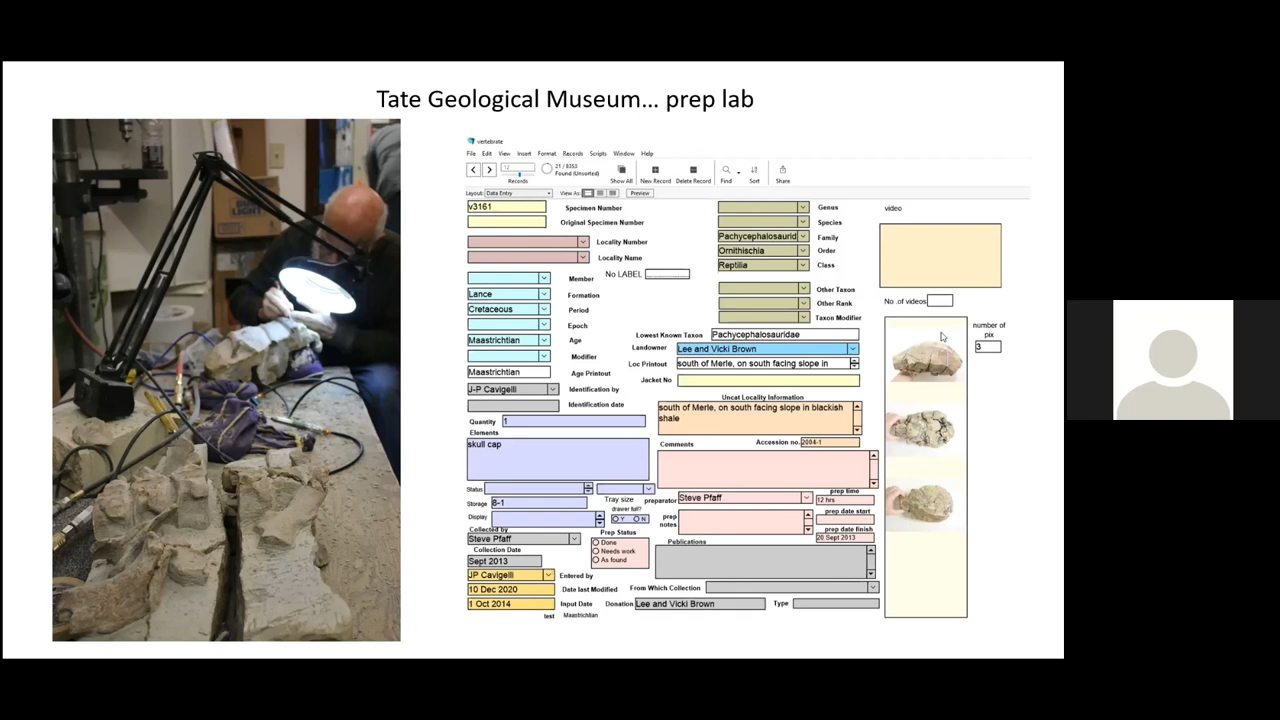 Tate Geological Museum... prep lab
vertebrate
File Edit View Insert Format Records Scripts Window Help
12
21 / 8353
Found (Unsorted)
Records
Show All New Record Delete Record Find Sort Share
Layout: Data Entry View As: Preview
v3161 Specimen Number
Original Specimen Number
Locality Number
Locality Name
No LABEL
Member
Lance Formation
Cretaceous Period
Epoch
Maastrichtian Age
Modifier
Maastrichtian Age Printout
J-P Cavigelli Identification by
Identification date
Quantity 1
Elements
skull cap
Status
Storage 8-1
Tray size
drawer full?
Y N
Display
Collected by
Steve Pfaff
Collection Date
Sept 2013
Prep Status
Done
Needs work
As found
JP Cavigelli Entered by
10 Dec 2020 Date last Modified
1 Oct 2014 Input Date
test Maastrichtian
Genus
Species
Pachycephalosaurid Family
Ornithischia Order
Reptilia Class
Other Taxon
Other Rank
Taxon Modifier
Lowest Known Taxon Pachycephalosauridae
Landowner Lee and Vicki Brown
Loc Printout south of Merle, on south facing slope in
Jacket No
Uncat Locality Information
south of Merle, on south facing slope in blackish
shale
Comments Accession no. 2004-1
preparator Steve Pfaff
prep time
12 hrs
prep
notes
prep date start
prep date finish
20 Sept 2013
Publications
From Which Collection
Donation Lee and Vicki Brown Type
video
No .of videos
number of
pix
3
BUD LIGHT